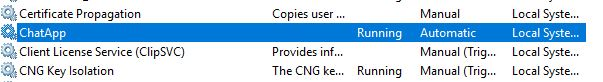 Certificate Propagation Copies user ... Manual Local Syste...
ChatApp Running Automatic Local Syste...
Client License Service (ClipSVC) Provides inf... Manual (Trig... Local Syste...
CNG Key Isolation The CNG ke... Running Manual (Trig... Local Syste...